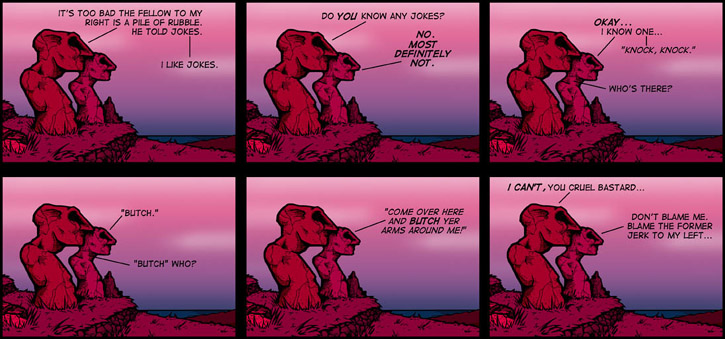 IT'S TOO BAD THE FELLOW TO MY
RIGHT IS A PILE OF RUBBLE.
HE TOLD JOKES.
I LIKE JOKES.
DO YOU KNOW ANY JOKES?
NO.
MOST
DEFINITELY
NOT.
OKAY...
I KNOW ONE...
"KNOCK, KNOCK."
WHO'S THERE?
"BUTCH."
"BUTCH" WHO?
"COME OVER HERE
AND BUTCH YER
ARMS AROUND ME!"
I CAN'T, YOU CRUEL BASTARD...
DON'T BLAME ME.
BLAME THE FORMER
JERK TO MY LEFT...